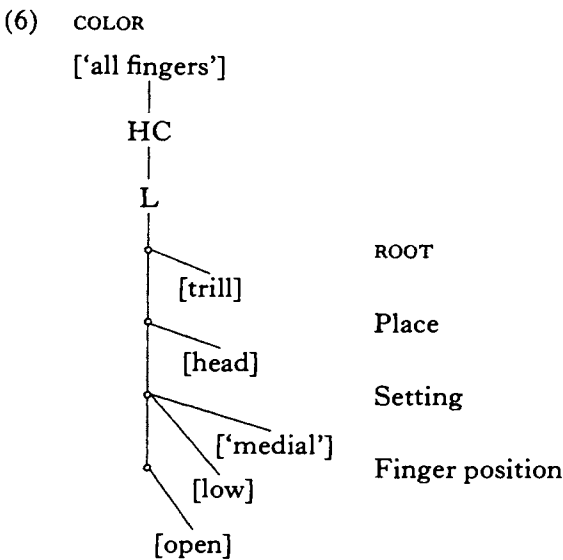 (6) COLOR
[‘all fingers’]
HC
L
ROOT
[trill]
Place
[head]
Setting
[‘medial’]
Finger position
[low]
[open]